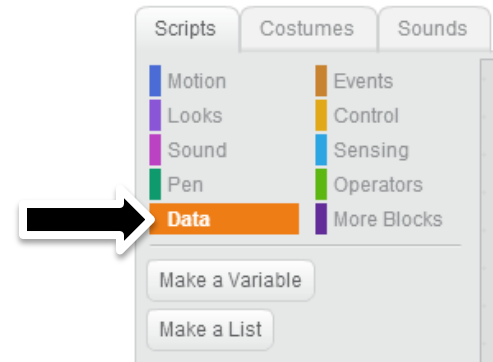 Scripts Costumes Sounds
Motion Events
Looks Control
Sound Sensing
Pen Operators
Data More Blocks
Make a Variable
Make a List